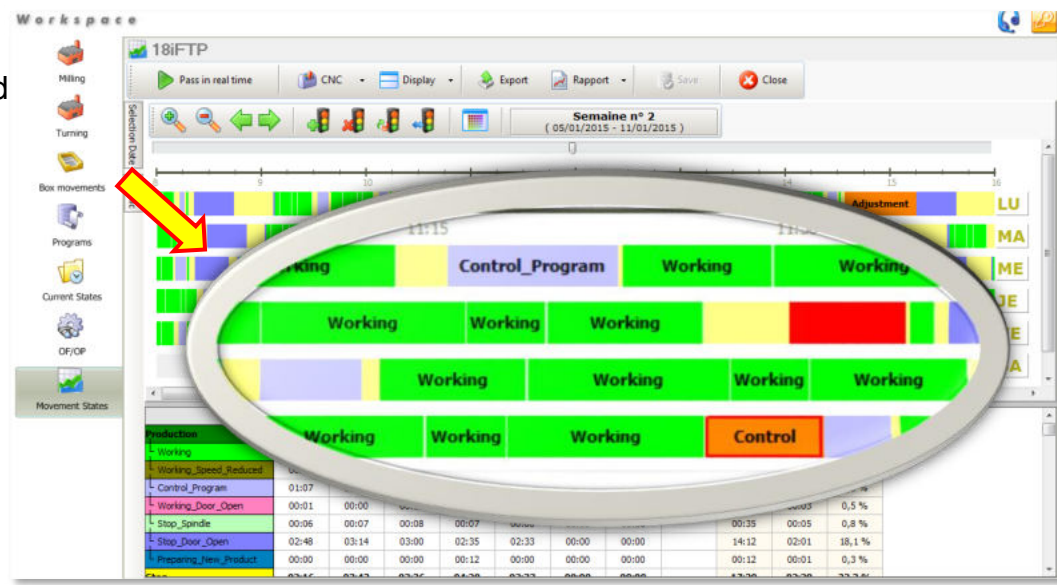 Workspace
18iFTP
Milling
d
Pass in real time CNC Display Export Rapport Save Close
Turning
Selection Date
Semaine n° 2
( 05/01/2015 - 11/01/2015 )
Box movements
9 10 14 15 16
Adjustment LU
11:15
MA
Programs
Control_Program Working Working
ME
Current States
JE
Working Working Working
OF/OP
Working Working Working Working
A
Movement States
Working Working Working Control
Production
Working
Working_Speed_Reduced
Control_Program 01:07 %
Working_Door_Open 00:01 00:00 00:03 0,5 %
Stop_Spindle 00:06 00:07 00:08 00:07 00:35 00:05 0,8 %
Stop_Door_Open 02:48 03:14 03:00 02:35 02:33 00:00 00:00 14:12 02:01 18,1 %
Preparing_New_Product 00:00 00:00 00:00 00:12 00:00 00:00 00:00 00:12 00:01 0,3 %